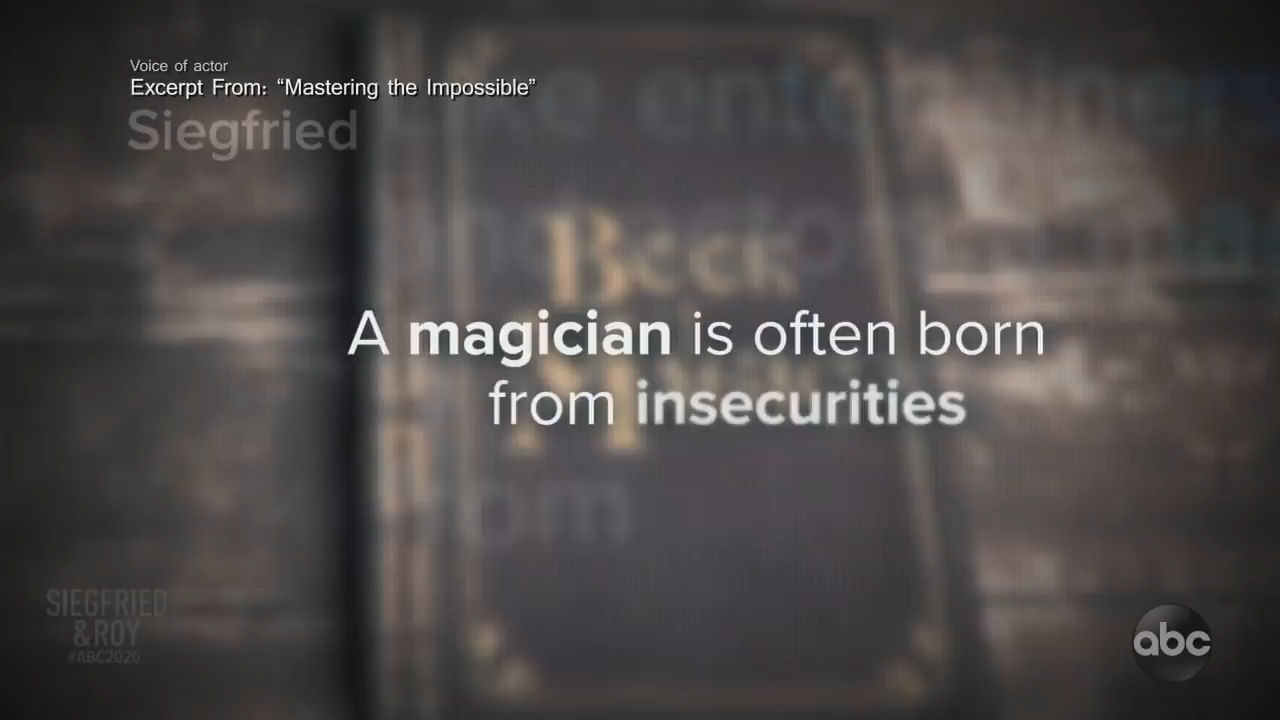 Voice of actor
Excerpt From: “Mastering the Impossible”
Siegfried
A magician is often born
from insecurities
from
SIEGFRIED
& ROY
#ABC2020
abc